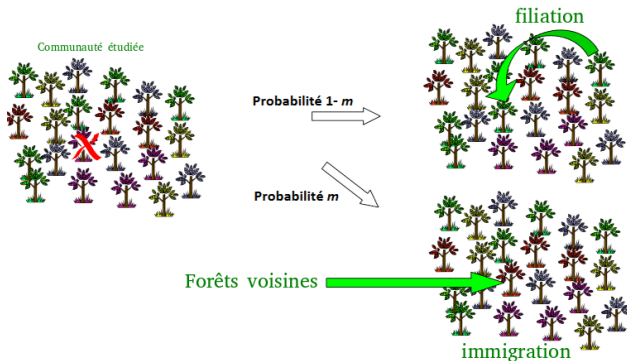 filiation
Communauté étudiée
Probabilité 1- m
Probabilité m
Forêts voisines
immigration